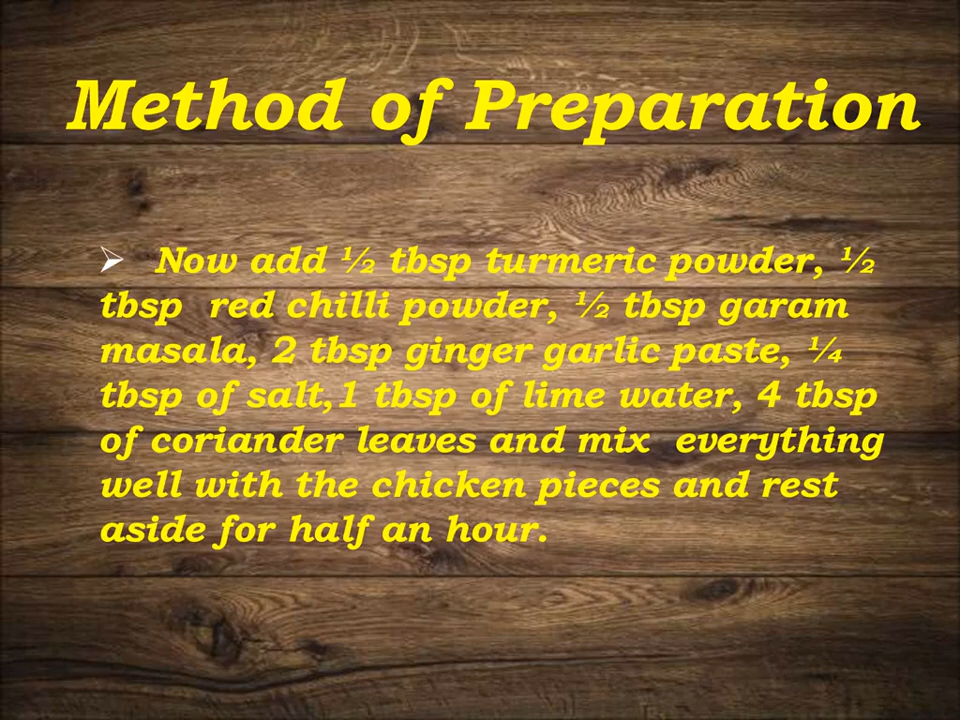 Method of Preparation
➢ Now add ½ tbsp turmeric powder, ½
tbsp  red chilli powder, ½ tbsp garam
masala, 2 tbsp ginger garlic paste, ¼
tbsp of salt,1 tbsp of lime water, 4 tbsp
of coriander leaves and mix  everything
well with the chicken pieces and rest
aside for half an hour.